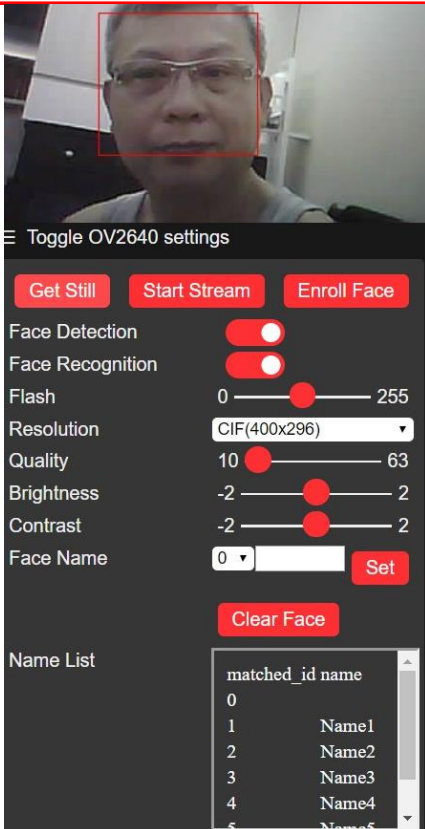 ☰ Toggle OV2640 settings
Get Still Start Stream Enroll Face
Face Detection
Face Recognition
Flash 0 255
Resolution CIF(400x296)
Quality 10 63
Brightness -2 2
Contrast -2 2
Face Name 0 Set
Clear Face
Name List
matched_id name
0
1 Name1
2 Name2
3 Name3
4 Name4
5 Name5